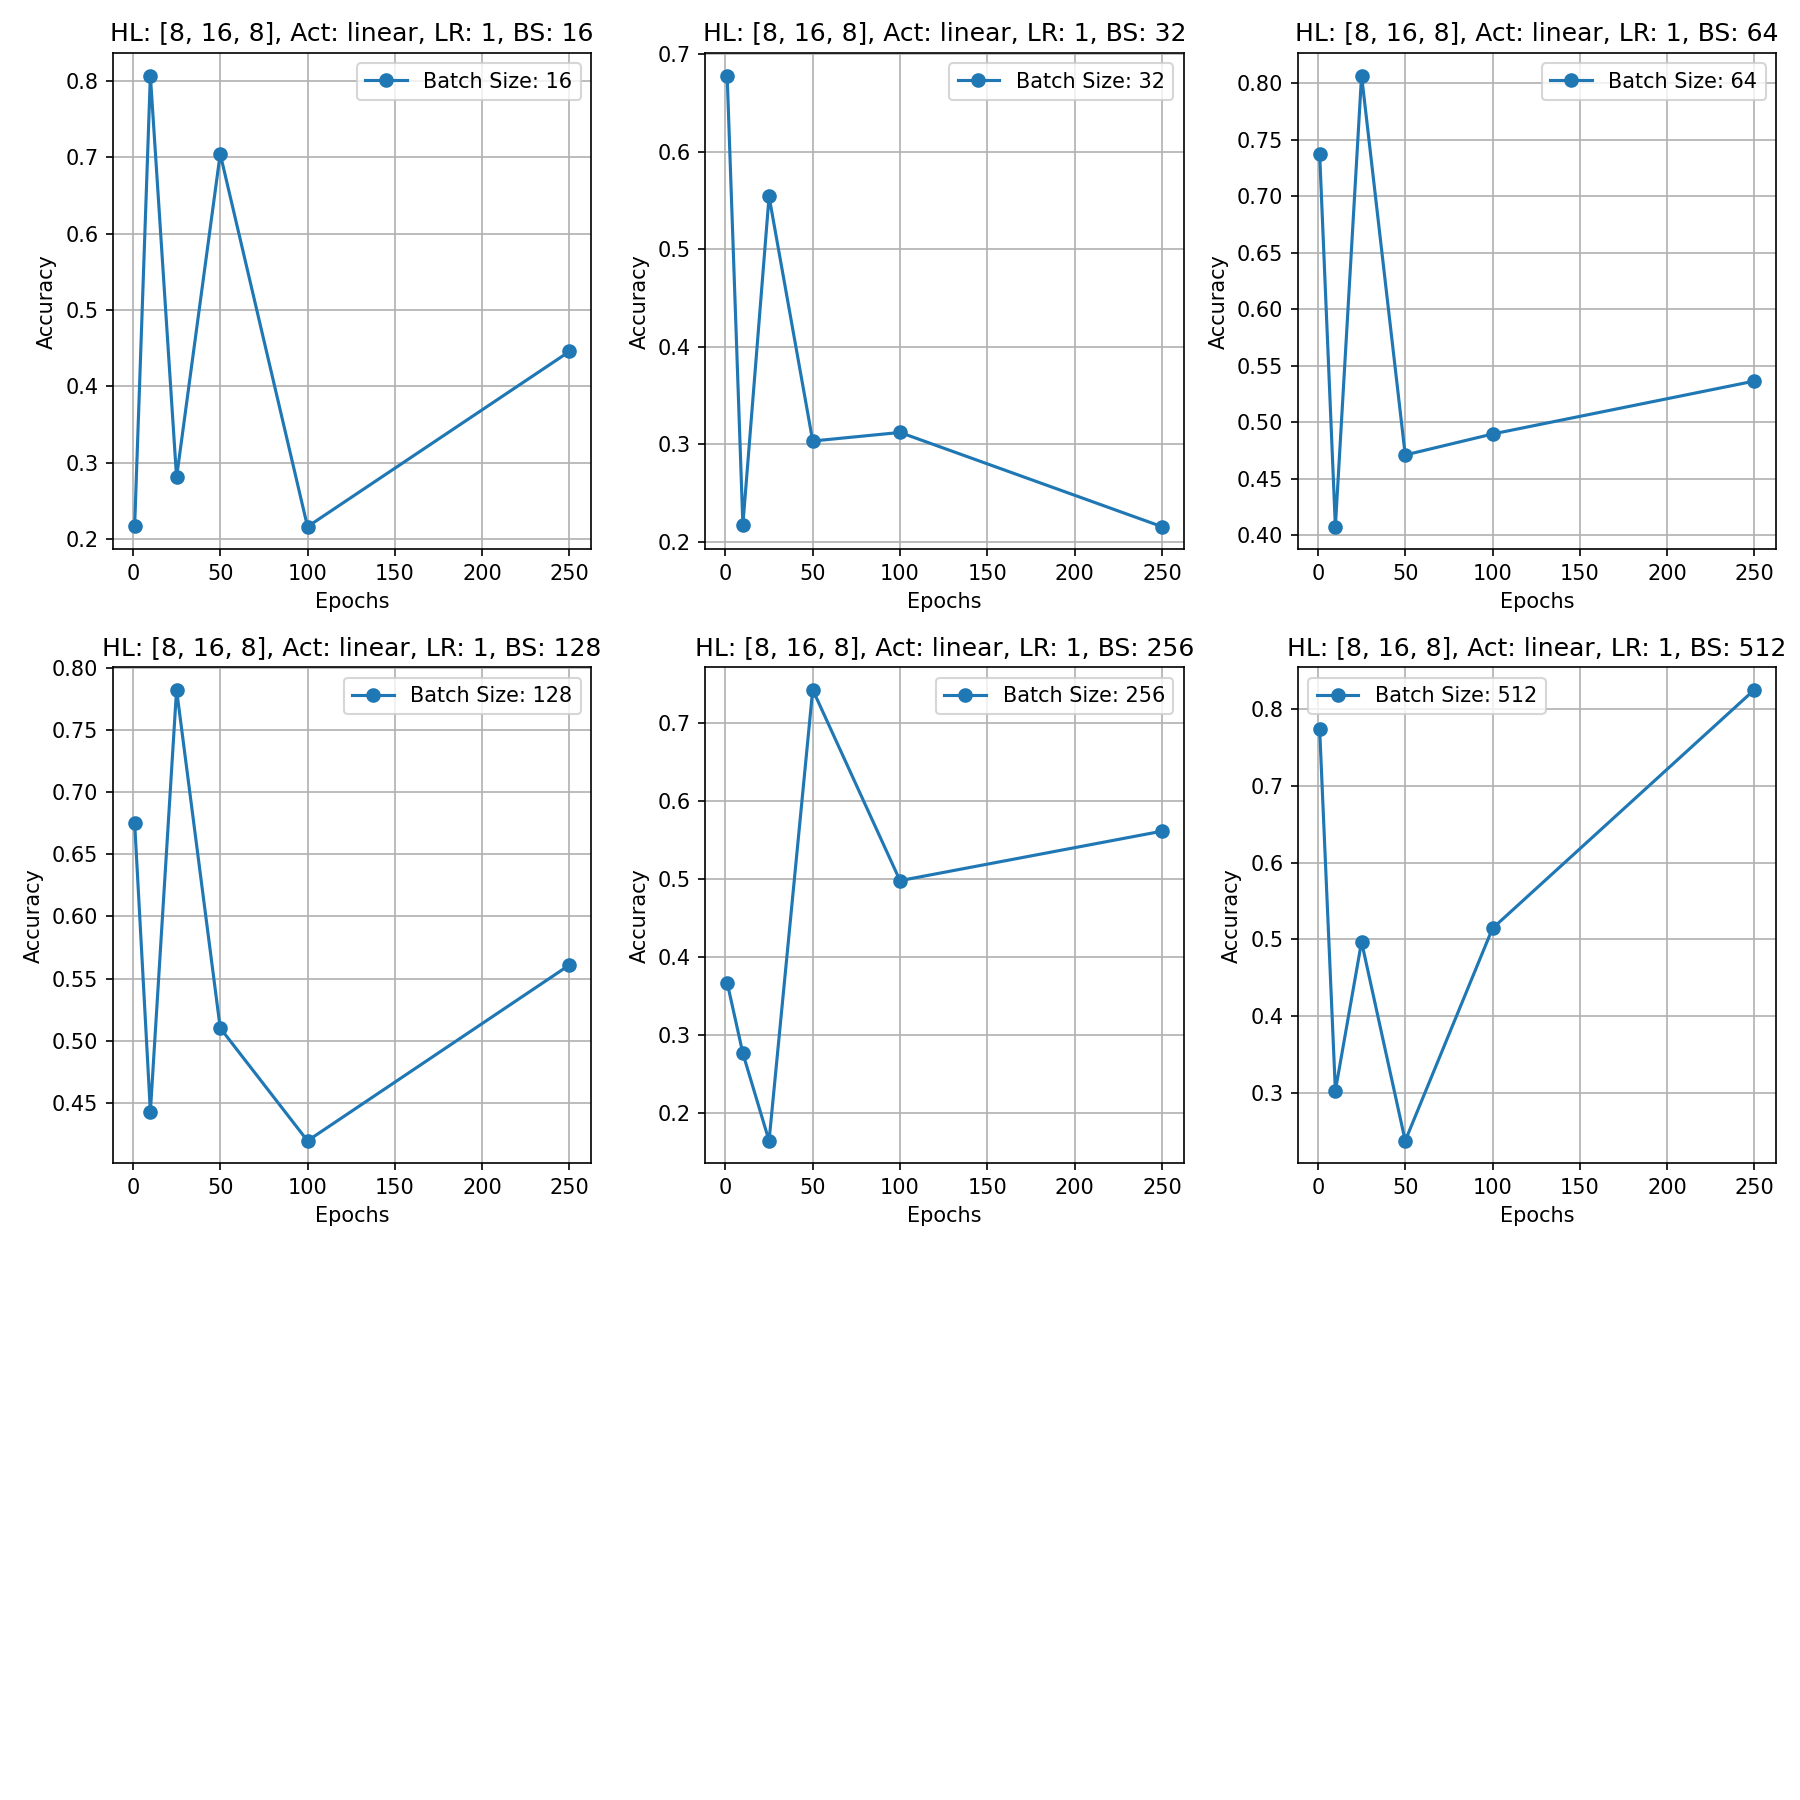 HL: [8, 16, 8], Act: linear, LR: 1, BS: 16
Batch Size: 16
Accuracy
0.8
0.7
0.6
0.5
0.4
0.3
0.2
0 50 100 150 200 250
Epochs
HL: [8, 16, 8], Act: linear, LR: 1, BS: 32
Batch Size: 32
Accuracy
0.7
0.6
0.5
0.4
0.3
0.2
0 50 100 150 200 250
Epochs
HL: [8, 16, 8], Act: linear, LR: 1, BS: 64
Batch Size: 64
Accuracy
0.80
0.75
0.70
0.65
0.60
0.55
0.50
0.45
0.40
0 50 100 150 200 250
Epochs
HL: [8, 16, 8], Act: linear, LR: 1, BS: 128
Batch Size: 128
Accuracy
0.80
0.75
0.70
0.65
0.60
0.55
0.50
0.45
0 50 100 150 200 250
Epochs
HL: [8, 16, 8], Act: linear, LR: 1, BS: 256
Batch Size: 256
Accuracy
0.7
0.6
0.5
0.4
0.3
0.2
0 50 100 150 200 250
Epochs
HL: [8, 16, 8], Act: linear, LR: 1, BS: 512
Batch Size: 512
Accuracy
0.8
0.7
0.6
0.5
0.4
0.3
0 50 100 150 200 250
Epochs